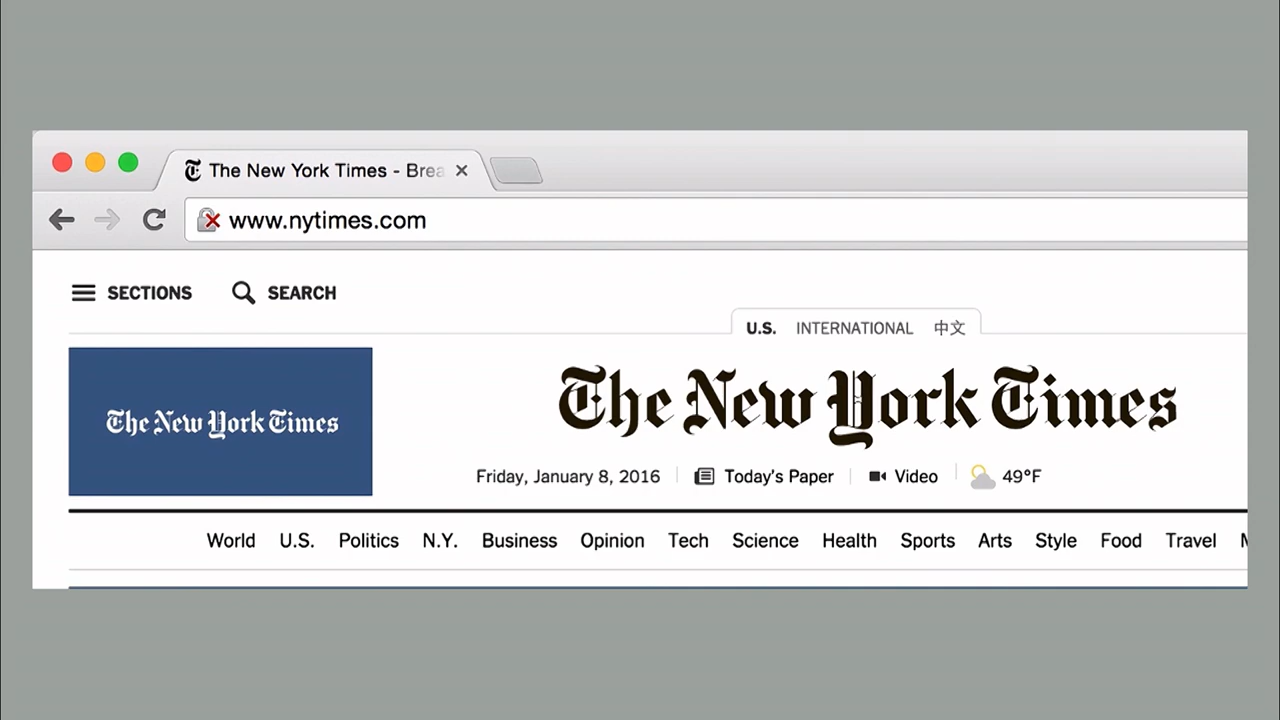 The New York Times - Brea
www.nytimes.com
SECTIONS SEARCH
U.S. INTERNATIONAL 中文
The New York Times
The New York Times
Friday, January 8, 2016 Today's Paper Video 49°F
World U.S. Politics N.Y. Business Opinion Tech Science Health Sports Arts Style Food Travel